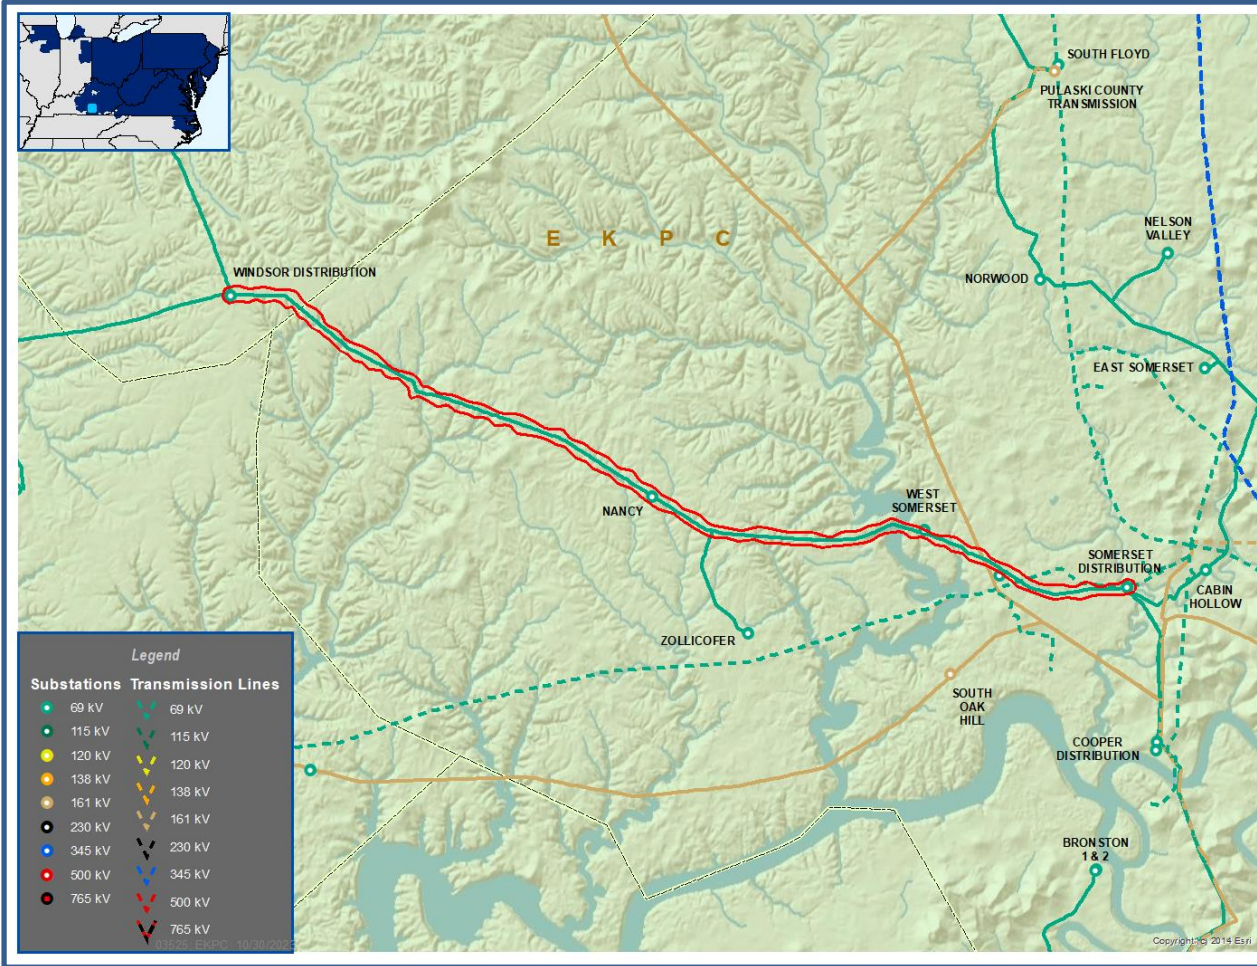 SOUTH FLOYD
PULASKI COUNTY
TRANSMISSION
NELSON
VALLEY
E K P C
WINDSOR DISTRIBUTION
NORWOOD
EAST SOMERSET
WEST
SOMERSET
NANCY
SOMERSET
DISTRIBUTION
CABIN
HOLLOW
ZOLLICOFER
SOUTH
OAK
HILL
COOPER
DISTRIBUTION
BRONSTON
1 & 2
Legend
Substations Transmission Lines
69 kV 69 kV
115 kV 115 kV
120 kV 120 kV
138 kV 138 kV
161 kV 161 kV
230 kV 230 kV
345 kV 345 kV
500 kV 500 kV
765 kV 765 kV
Copyright:(c) 2014 Esri